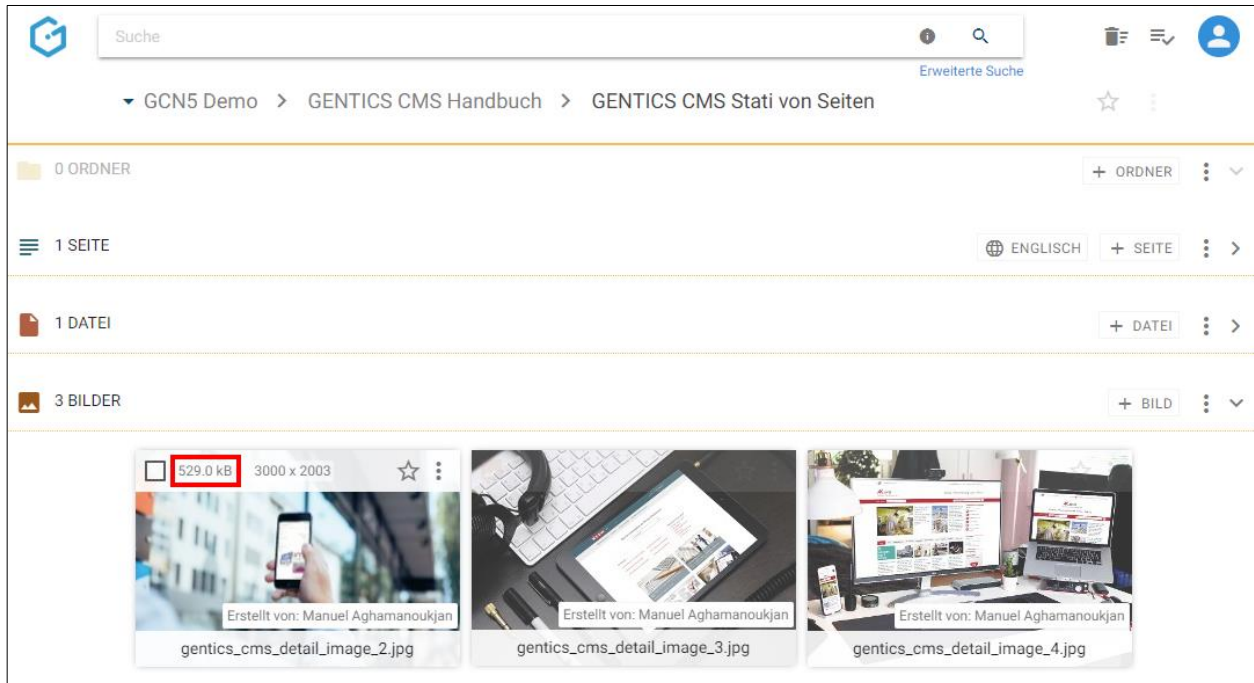 Suche
Erweiterte Suche
GCN5 Demo > GENTICS CMS Handbuch > GENTICS CMS Stati von Seiten
0 ORDNER + ORDNER
1 SEITE ENGLISCH + SEITE
1 DATEI + DATEI
3 BILDER + BILD
529.0 kB 3000 x 2003
Erstellt von: Manuel Aghamanoukjan Erstellt von: Manuel Aghamanoukjan Erstellt von: Manuel Aghamanoukjan
gentics_cms_detail_image_2.jpg gentics_cms_detail_image_3.jpg gentics_cms_detail_image_4.jpg